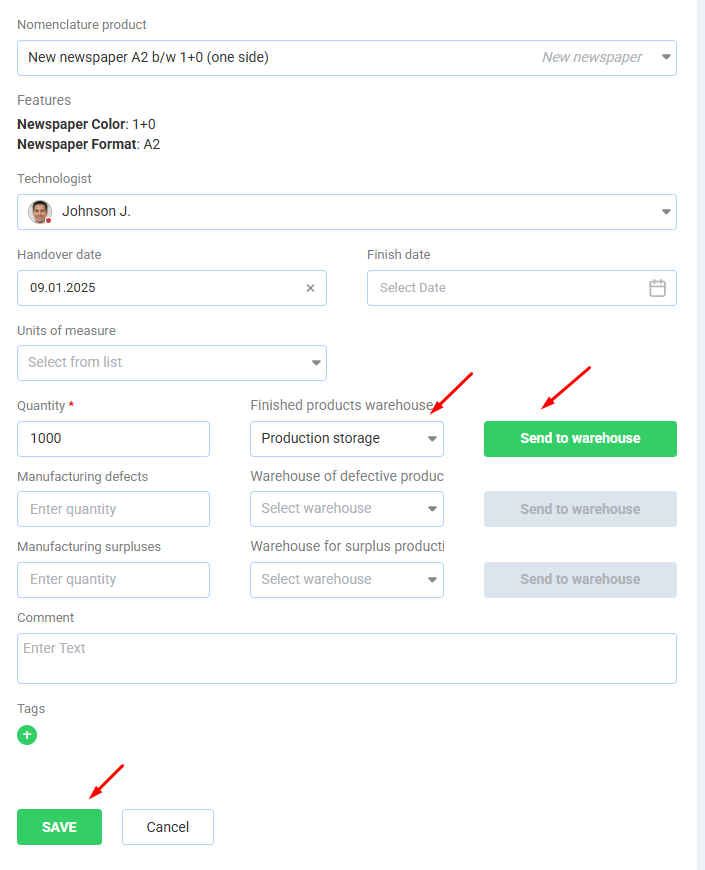 Nomenclature product
New newspaper A2 b/w 1+0 (one side) New newspaper
Features
Newspaper Color: 1+0
Newspaper Format: A2
Technologist
Johnson J.
Handover date Finish date
09.01.2025 × Select Date
Units of measure
Select from list
Quantity * Finished products warehouse
1000 Production storage Send to warehouse
Manufacturing defects Warehouse of defective produc
Enter quantity Select warehouse Send to warehouse
Manufacturing surpluses Warehouse for surplus producti
Enter quantity Select warehouse Send to warehouse
Comment
Enter Text
Tags
+
SAVE Cancel